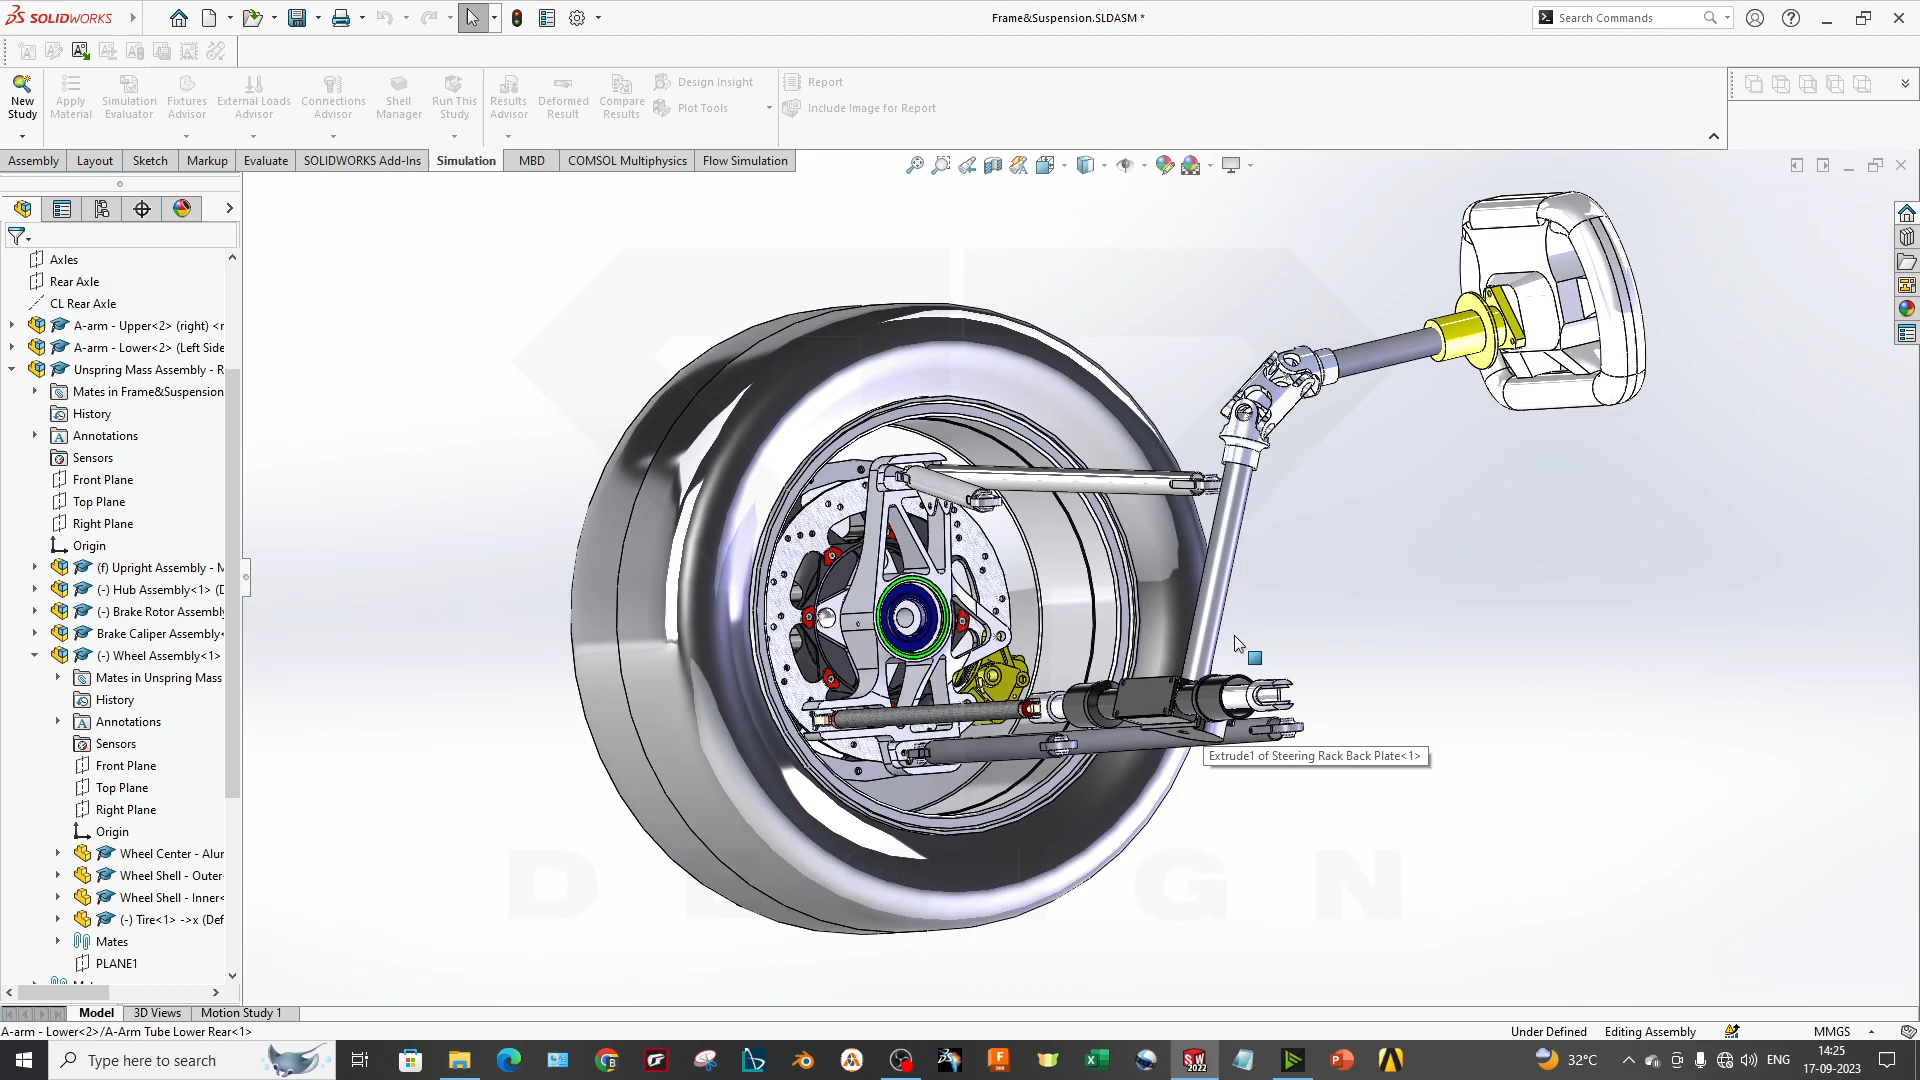 SOLIDWORKS
Frame&Suspension.SLDASM *
Search Commands
New Study
Apply Material
Simulation Evaluator
Fixtures Advisor
External Loads Advisor
Connections Advisor
Shell Manager
Run This Study
Results Advisor
Deformed Result
Compare Results
Design Insight
Plot Tools
Report
Include Image for Report
Assembly
Layout
Sketch
Markup
Evaluate
SOLIDWORKS Add-Ins
Simulation
MBD
COMSOL Multiphysics
Flow Simulation
Axles
Rear Axle
CL Rear Axle
A-arm - Upper<2> (right) <r
A-arm - Lower<2> (Left Side
Unspring Mass Assembly - R
Mates in Frame&Suspension
History
Annotations
Sensors
Front Plane
Top Plane
Right Plane
Origin
(f) Upright Assembly - M
(-) Hub Assembly<1> (D
(-) Brake Rotor Assembly
Brake Caliper Assembly<
(-) Wheel Assembly<1>
Mates in Unspring Mass
History
Annotations
Sensors
Front Plane
Top Plane
Right Plane
Origin
Wheel Center - Alum
Wheel Shell - Outer
Wheel Shell - Inner<
(-) Tire<1> ->x (Def
Mates
PLANE1
Extrude1 of Steering Rack Back Plate<1>
DESIGN
Model
3D Views
Motion Study 1
A-arm - Lower<2>/A-Arm Tube Lower Rear<1>
Under Defined
Editing Assembly
MMGS
Type here to search
SW 2022
32°C
ENG
14:25
17-09-2023